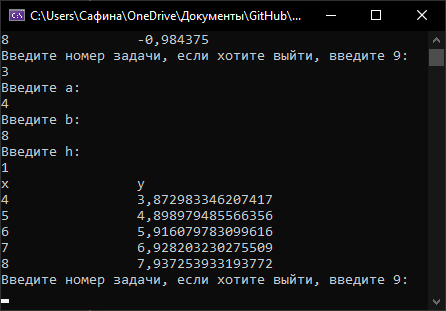 C:\Users\Сафина\OneDrive\Документы\GitHub\...
8 -0,984375
Введите номер задачи, если хотите выйти, введите 9:
3
Введите a:
4
Введите b:
8
Введите h:
1
x y
4 3,872983346207417
5 4,898979485566356
6 5,916079783099616
7 6,928203230275509
8 7,937253933193772
Введите номер задачи, если хотите выйти, введите 9: